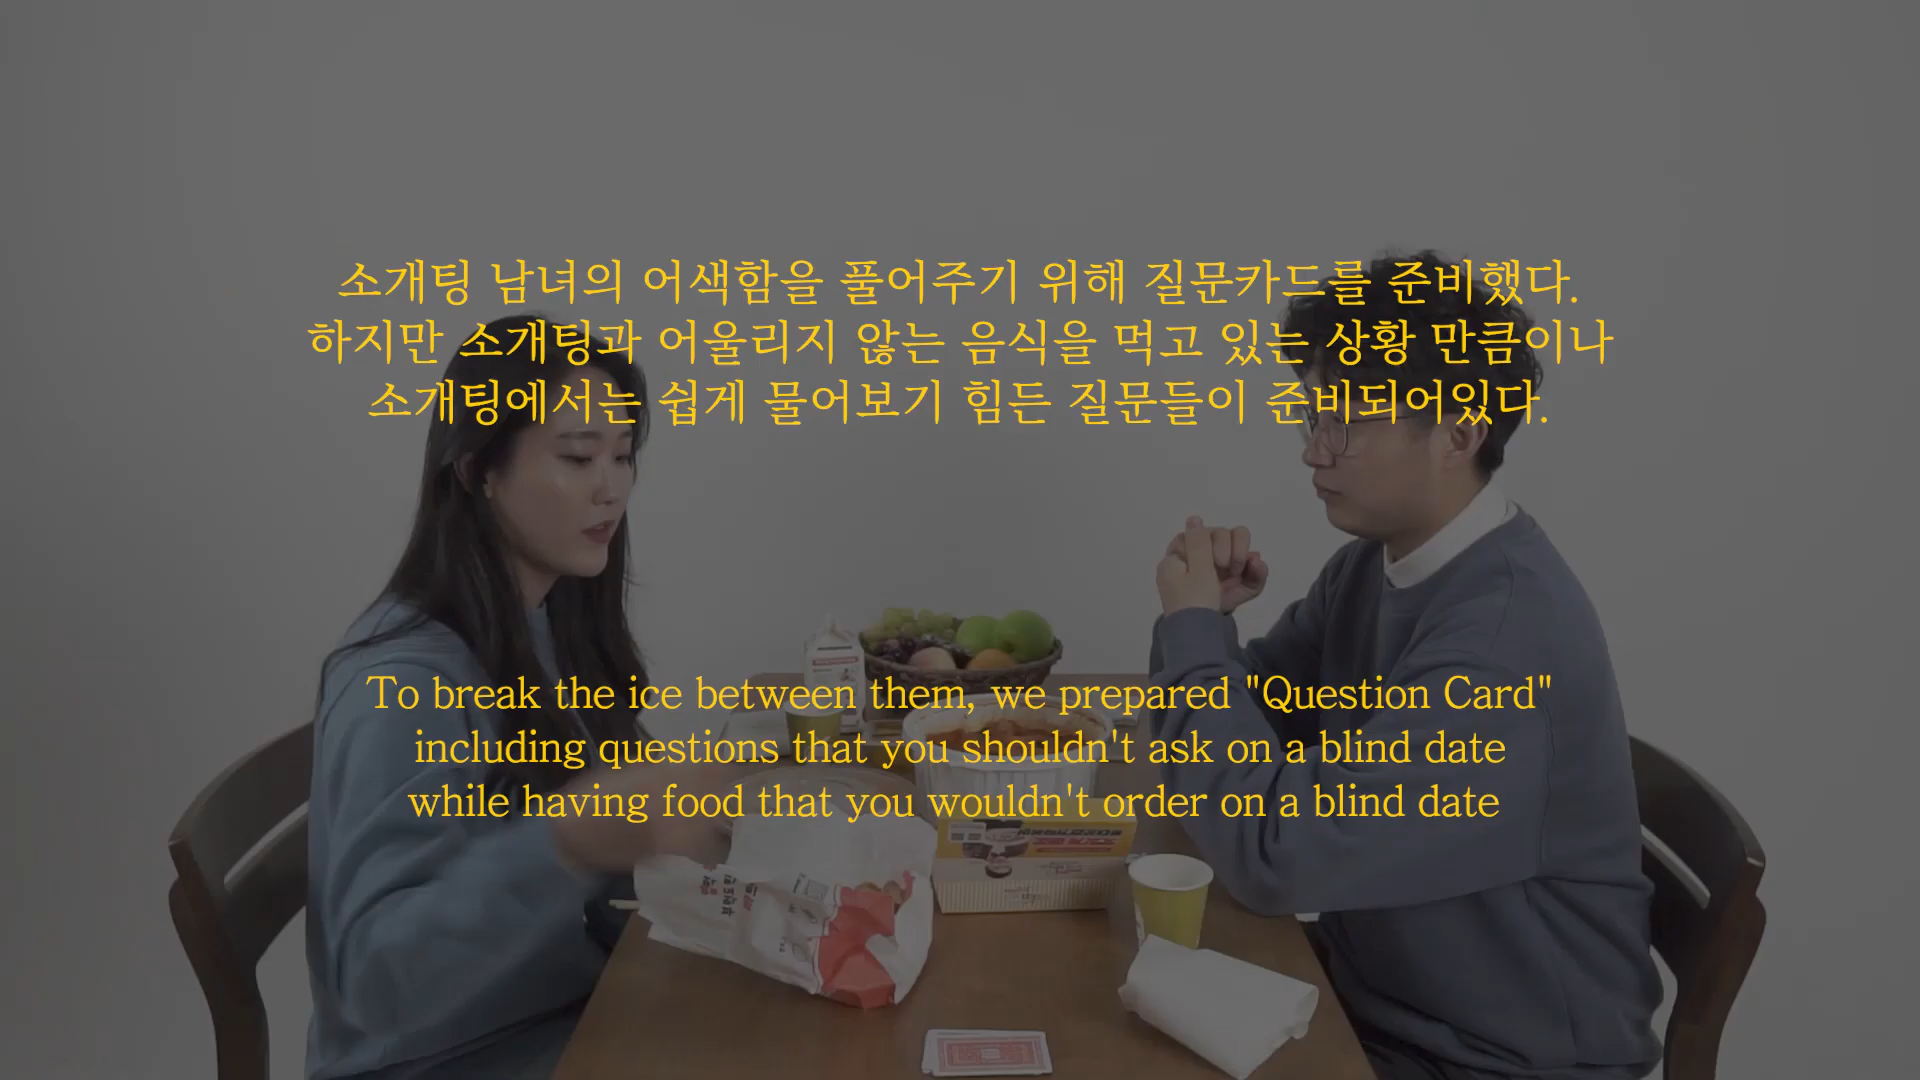 소개팅 남녀의 어색함을 풀어주기 위해 질문카드를 준비했다.
하지만 소개팅과 어울리지 않는 음식을 먹고 있는 상황 만큼이나
소개팅에서는 쉽게 물어보기 힘든 질문들이 준비되어있다.
To break the ice between them, we prepared "Question Card"
including questions that you shouldn't ask on a blind date
while having food that you wouldn't order on a blind date